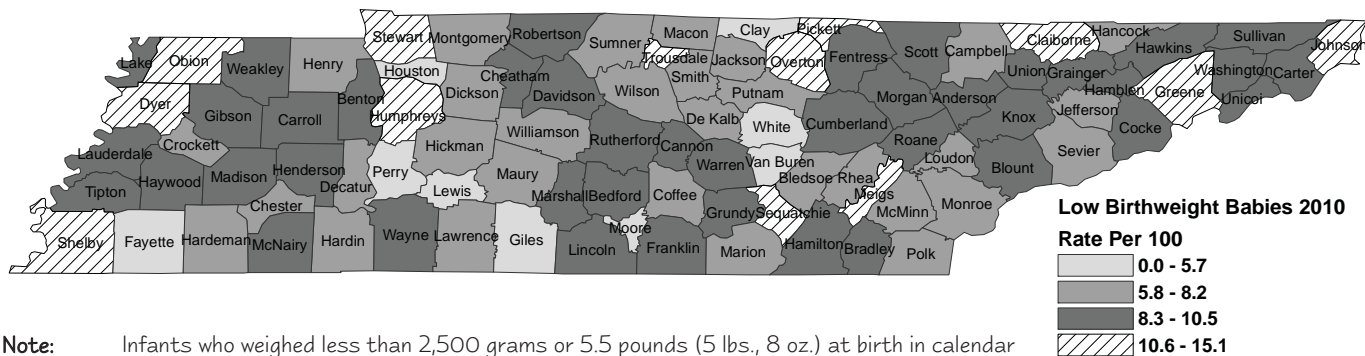 Lake
Obion
Weakley
Henry
Stewart
Montgomery
Robertson
Sumner
Macon
Clay
Pickett
Trousdale
Smith
Jackson
Overton
Fentress
Scott
Campbell
Claiborne
Hancock
Hawkins
Sullivan
Johnson
Houston
Dyer
Gibson
Carroll
Benton
Humphreys
Dickson
Cheatham
Davidson
Wilson
De Kalb
Putnam
White
Cumberland
Morgan
Anderson
Union
Grainger
Hamblen
Greene
Washington
Carter
Unicoi
Knox
Jefferson
Cocke
Sevier
Blount
Loudon
Roane
Lauderdale
Crockett
Tipton
Haywood
Madison
Henderson
Decatur
Chester
Perry
Hickman
Lewis
Maury
Williamson
Rutherford
Cannon
Warren
Van Buren
Bledsoe
Rhea
Meigs
McMinn
Monroe
Marshall
Bedford
Coffee
Moore
Grundy
Sequatchie
Shelby
Fayette
Hardeman
McNairy
Hardin
Wayne
Lawrence
Giles
Lincoln
Franklin
Marion
Hamilton
Bradley
Polk
Low Birthweight Babies 2010
Rate Per 100
0.0 - 5.7
5.8 - 8.2
8.3 - 10.5
10.6 - 15.1
Note: Infants who weighed less than 2,500 grams or 5.5 pounds (5 lbs., 8 oz.) at birth in calendar